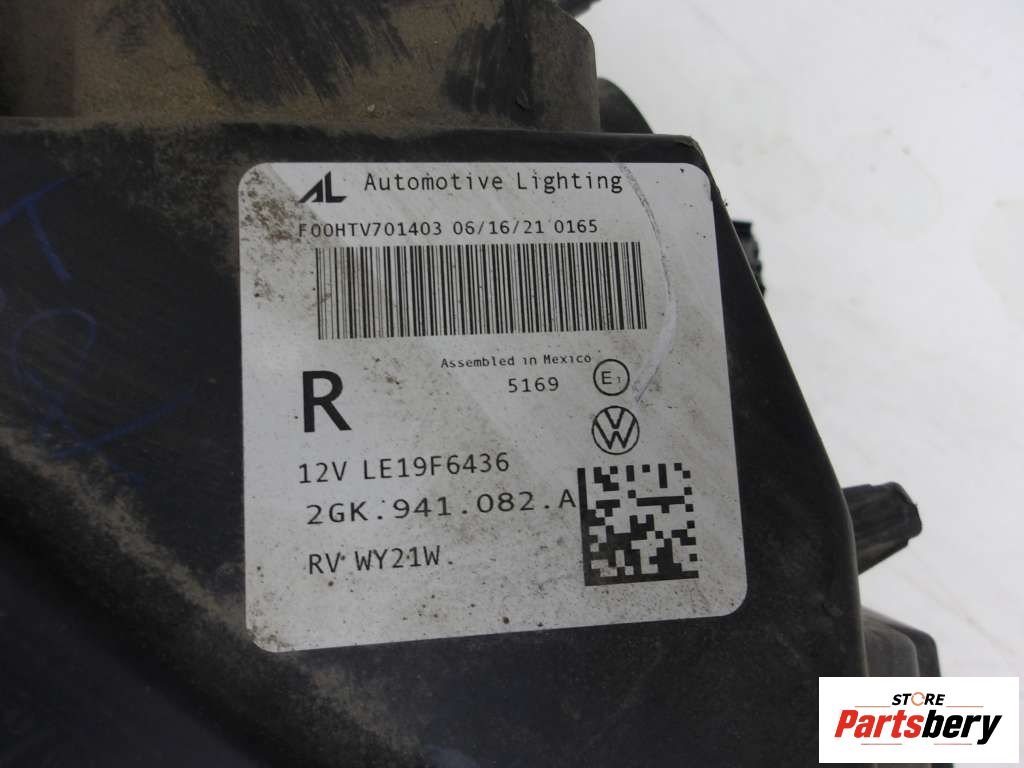 AL Automotive Lighting
F00HTV701403 06/16/21 0165
Assembled in Mexico
5169 E1
R
12V LE19F6436
2GK.941.082.A
RV WY21W
STORE
Partsbery